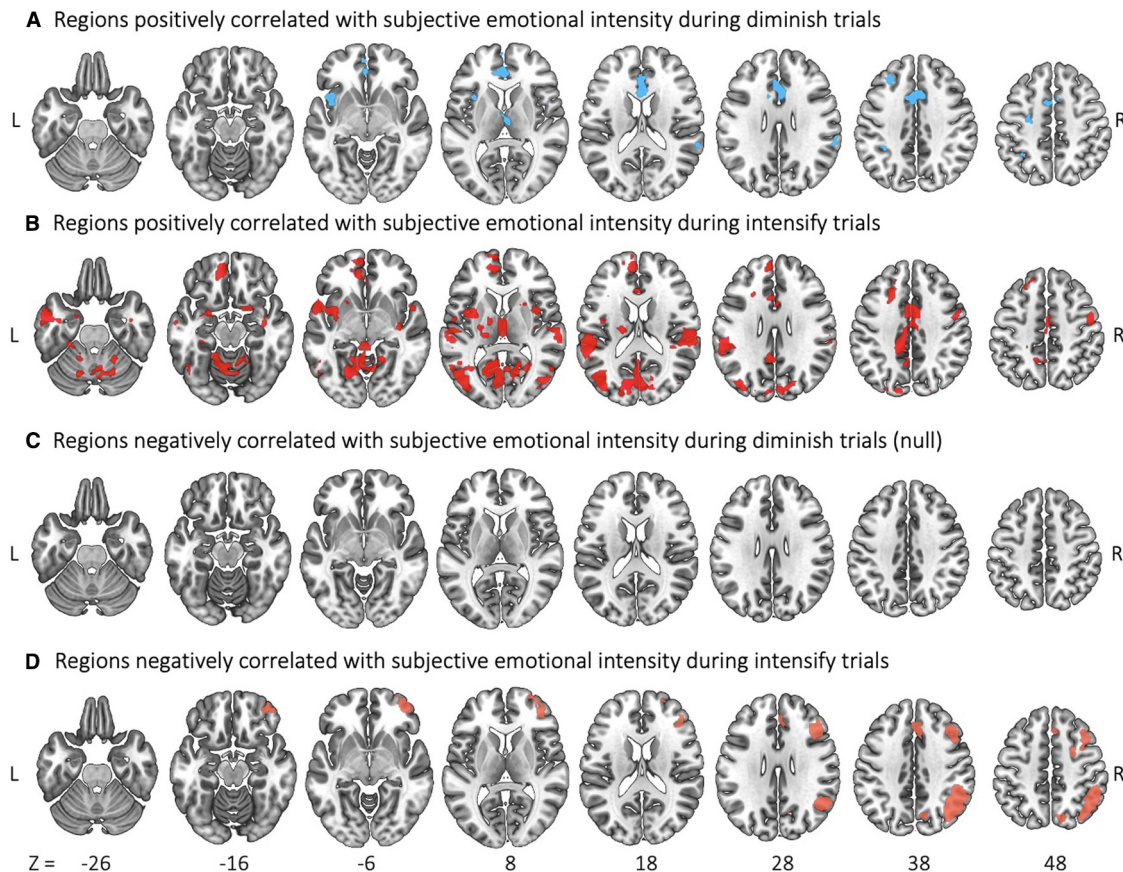 A Regions positively correlated with subjective emotional intensity during diminish trials
L R
B Regions positively correlated with subjective emotional intensity during intensify trials
L R
C Regions negatively correlated with subjective emotional intensity during diminish trials (null)
L R
D Regions negatively correlated with subjective emotional intensity during intensify trials
L R
Z = -26 -16 -6 8 18 28 38 48